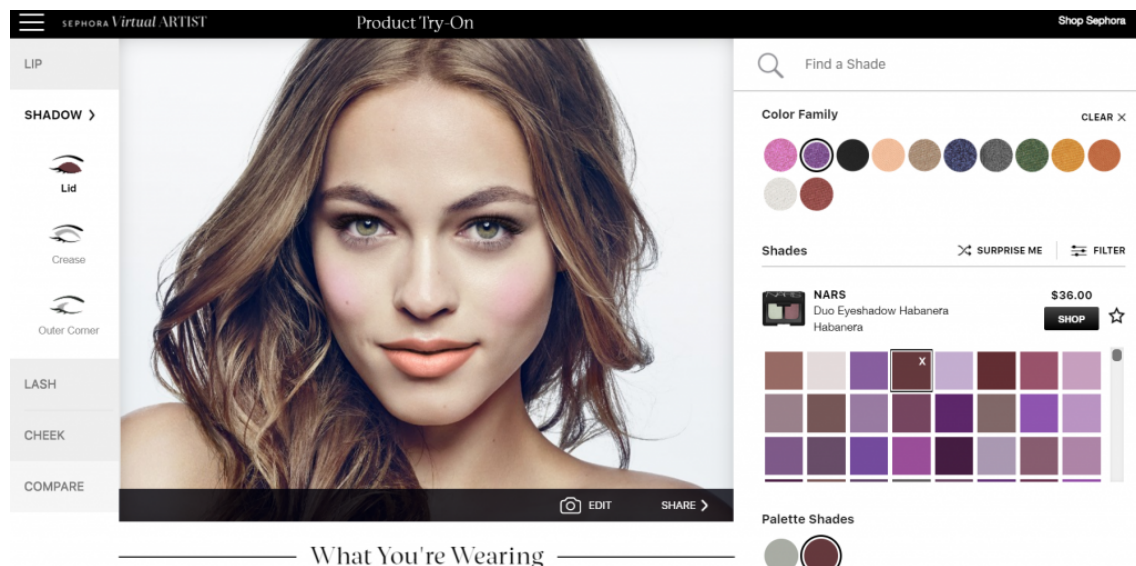 SEPHORA Virtual ARTIST
Product Try-On
Shop Sephora
LIP
SHADOW
Lid
Crease
Outer Corner
LASH
CHEEK
COMPARE
EDIT
SHARE
What You're Wearing
Find a Shade
Color Family
CLEAR X
Shades
SURPRISE ME
FILTER
NARS
$36.00
Duo Eyeshadow Habanera
Habanera
SHOP
X
Palette Shades